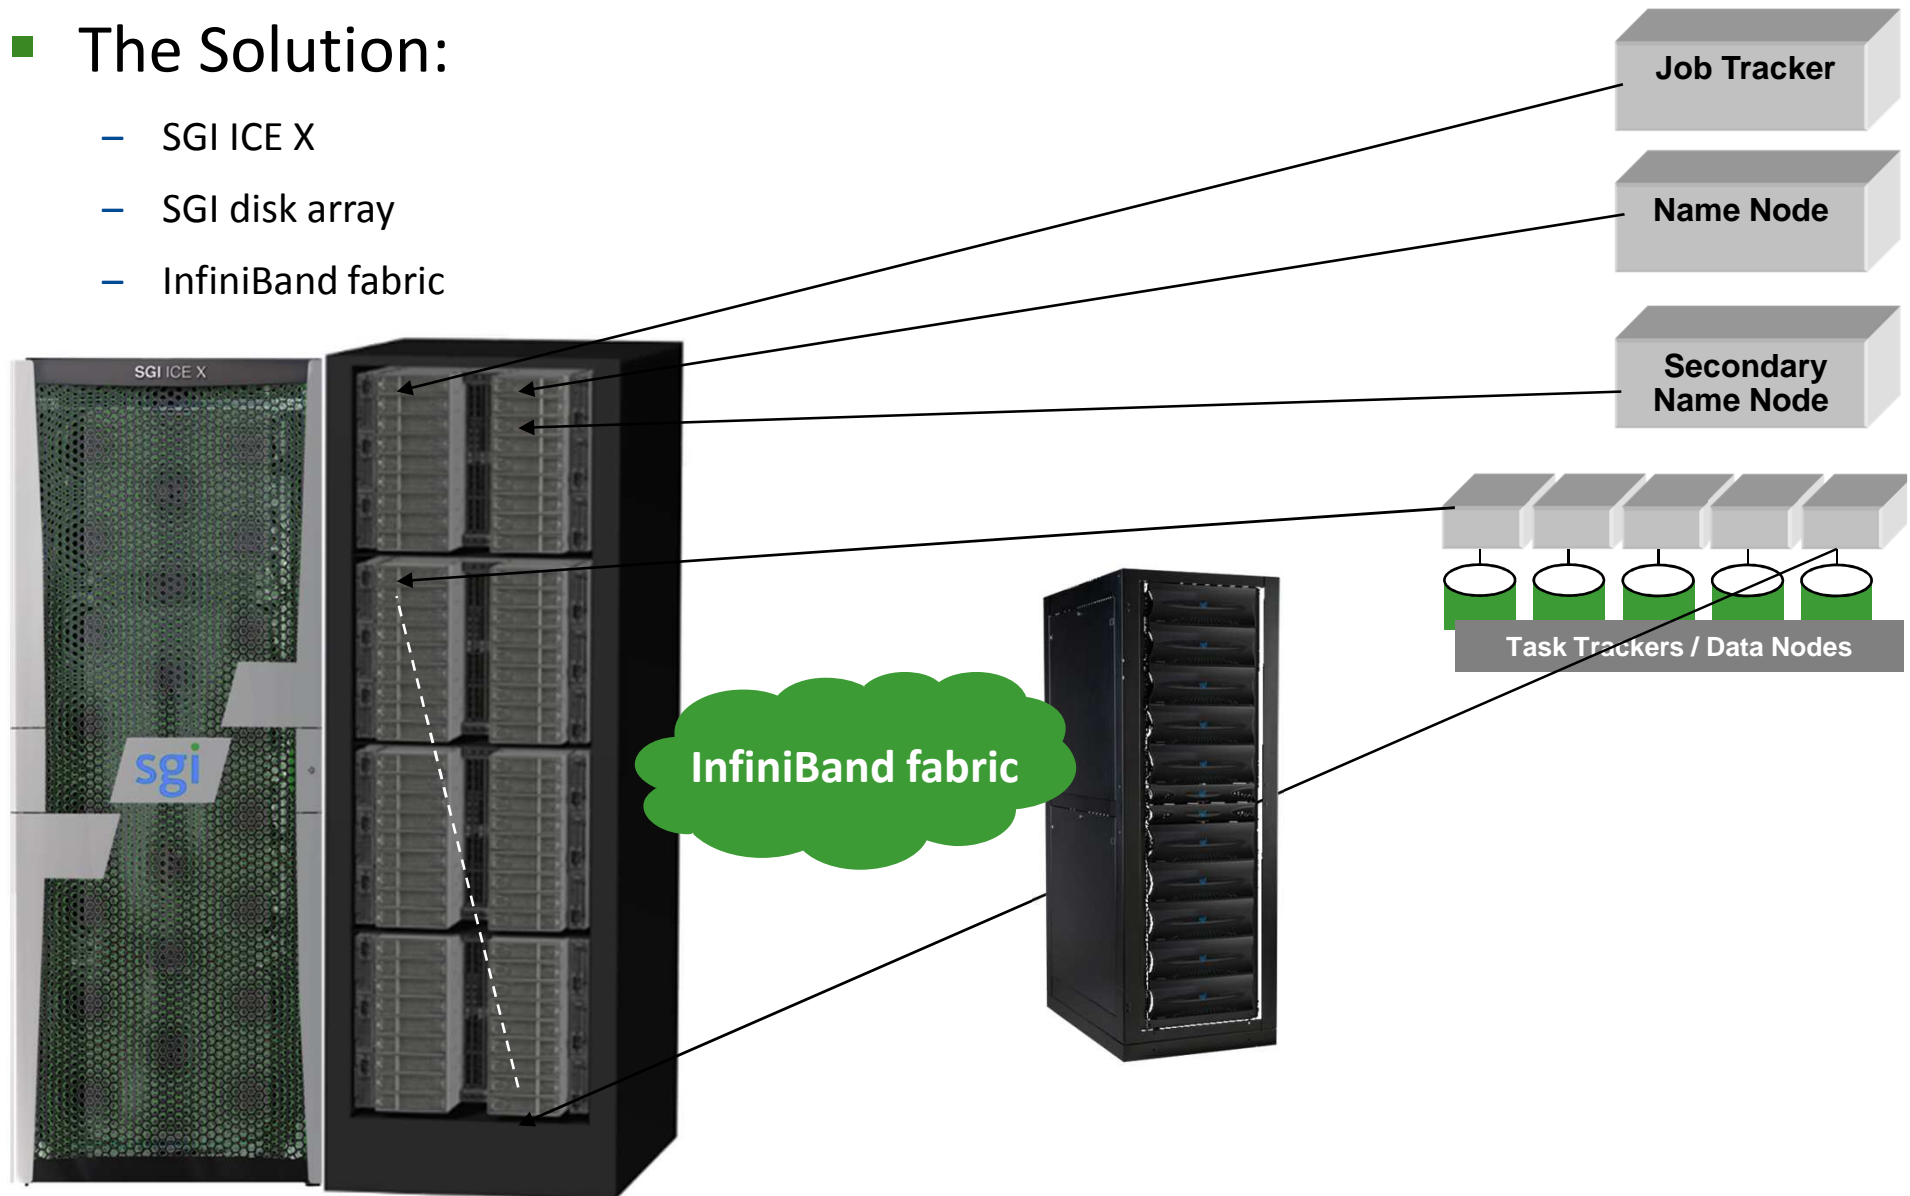 The Solution:
– SGI ICE X
– SGI disk array
– InfiniBand fabric
Job Tracker
Name Node
Secondary
Name Node
SGI ICE X
sgi
InfiniBand fabric
Task Trackers / Data Nodes